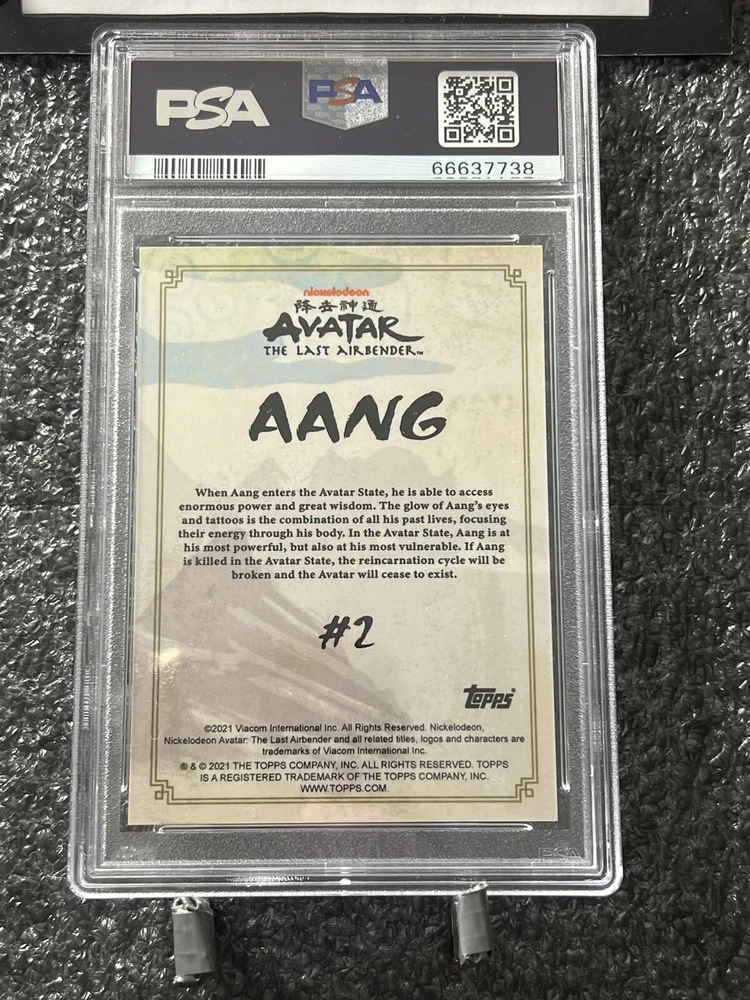 PSA
PSA
66637738
nickelodeon
降去神通
AVATAR
THE LAST AIRBENDER™
AANG
When Aang enters the Avatar State, he is able to access
enormous power and great wisdom. The glow of Aang's eyes
and tattoos is the combination of all his past lives, focusing
their energy through his body. In the Avatar State, Aang is at
his most powerful, but also at his most vulnerable. If Aang
is killed in the Avatar State, the reincarnation cycle will be
broken and the Avatar will cease to exist.
#2
topps®
©2021 Viacom International Inc. All Rights Reserved. Nickelodeon,
Nickelodeon Avatar: The Last Airbender and all related titles, logos and characters are
trademarks of Viacom International Inc.
® & © 2021 THE TOPPS COMPANY, INC. ALL RIGHTS RESERVED. TOPPS
IS A REGISTERED TRADEMARK OF THE TOPPS COMPANY, INC.
WWW.TOPPS.COM.
PSA